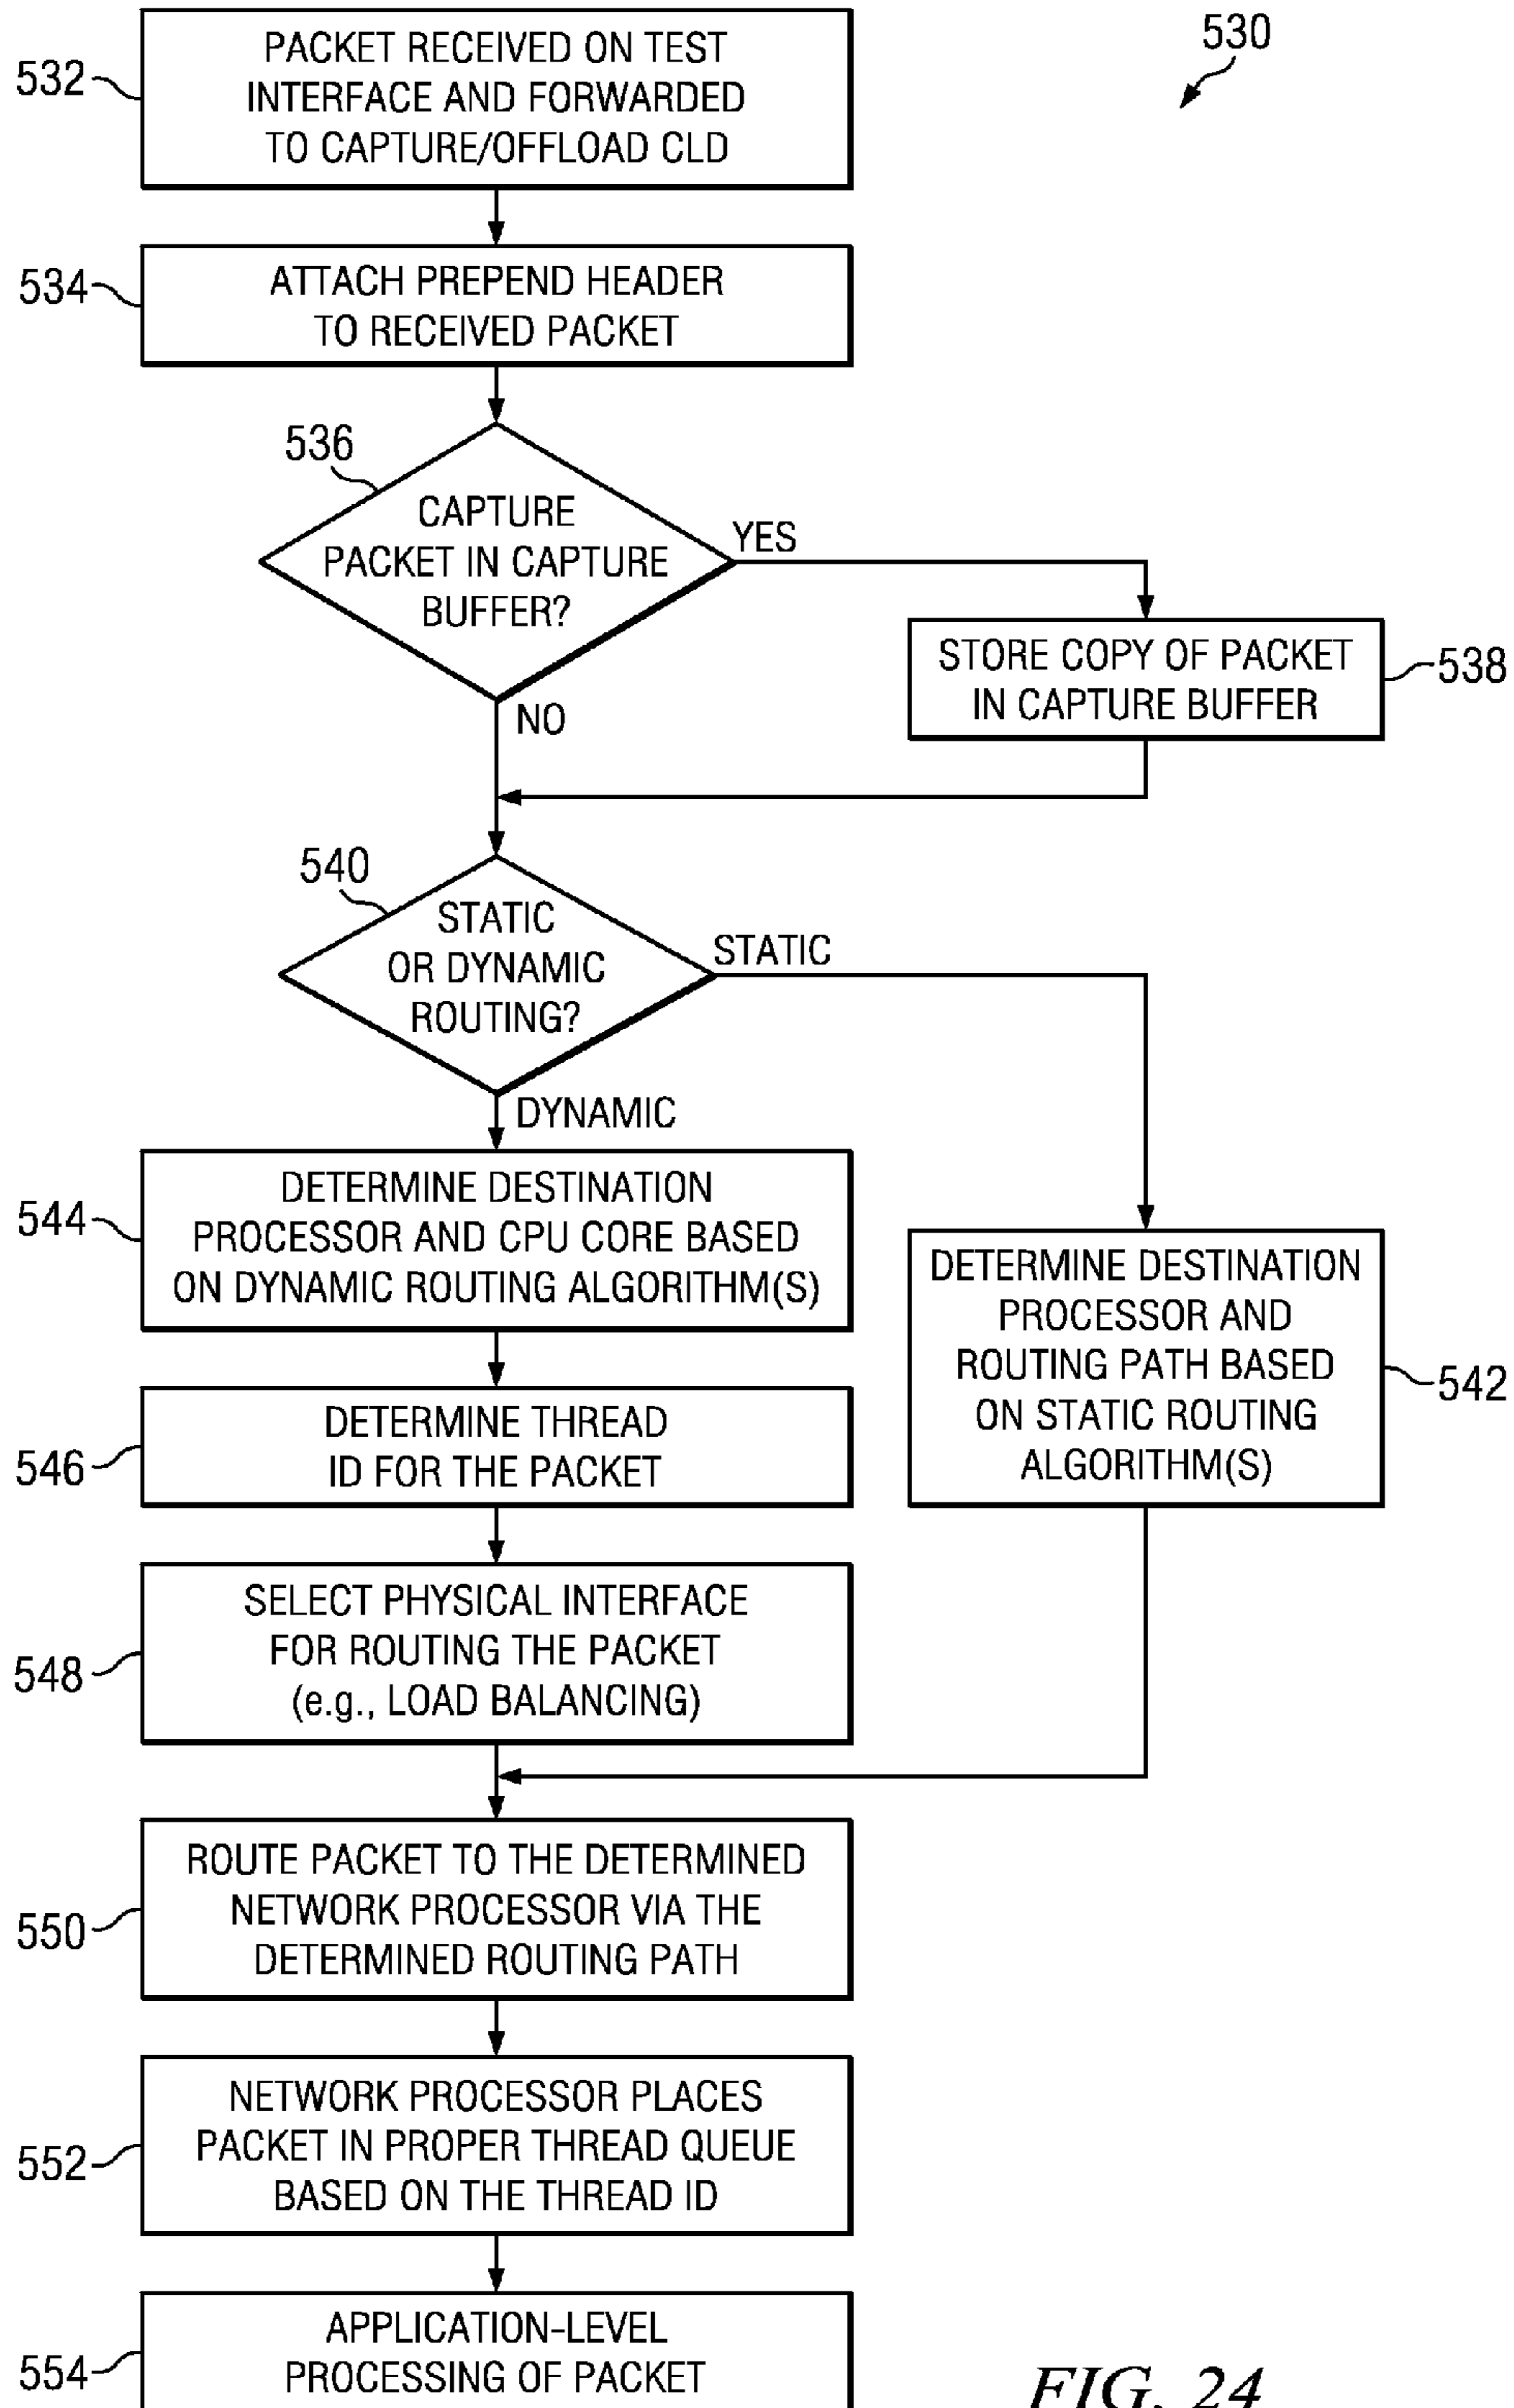 530
532
PACKET RECEIVED ON TEST
INTERFACE AND FORWARDED
TO CAPTURE/OFFLOAD CLD
534
ATTACH PREPEND HEADER
TO RECEIVED PACKET
536
CAPTURE
PACKET IN CAPTURE
BUFFER?
YES
NO
STORE COPY OF PACKET
IN CAPTURE BUFFER
538
540
STATIC
OR DYNAMIC
ROUTING?
STATIC
DYNAMIC
544
DETERMINE DESTINATION
PROCESSOR AND CPU CORE BASED
ON DYNAMIC ROUTING ALGORITHM(S)
DETERMINE DESTINATION
PROCESSOR AND
ROUTING PATH BASED
ON STATIC ROUTING
ALGORITHM(S)
542
546
DETERMINE THREAD
ID FOR THE PACKET
548
SELECT PHYSICAL INTERFACE
FOR ROUTING THE PACKET
(e.g., LOAD BALANCING)
550
ROUTE PACKET TO THE DETERMINED
NETWORK PROCESSOR VIA THE
DETERMINED ROUTING PATH
552
NETWORK PROCESSOR PLACES
PACKET IN PROPER THREAD QUEUE
BASED ON THE THREAD ID
554
APPLICATION-LEVEL
PROCESSING OF PACKET
FIG. 24